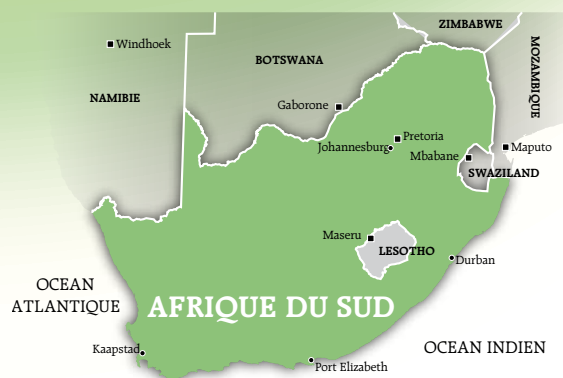 ZIMBABWE
Windhoek
BOTSWANA
MOZAMBIQUE
NAMIBIE
Gaborone
Pretoria
Johannesburg
Mbabane
Maputo
SWAZILAND
Maseru
LESOTHO
Durban
OCEAN
ATLANTIQUE
AFRIQUE DU SUD
Kaapstad
OCEAN INDIEN
Port Elizabeth